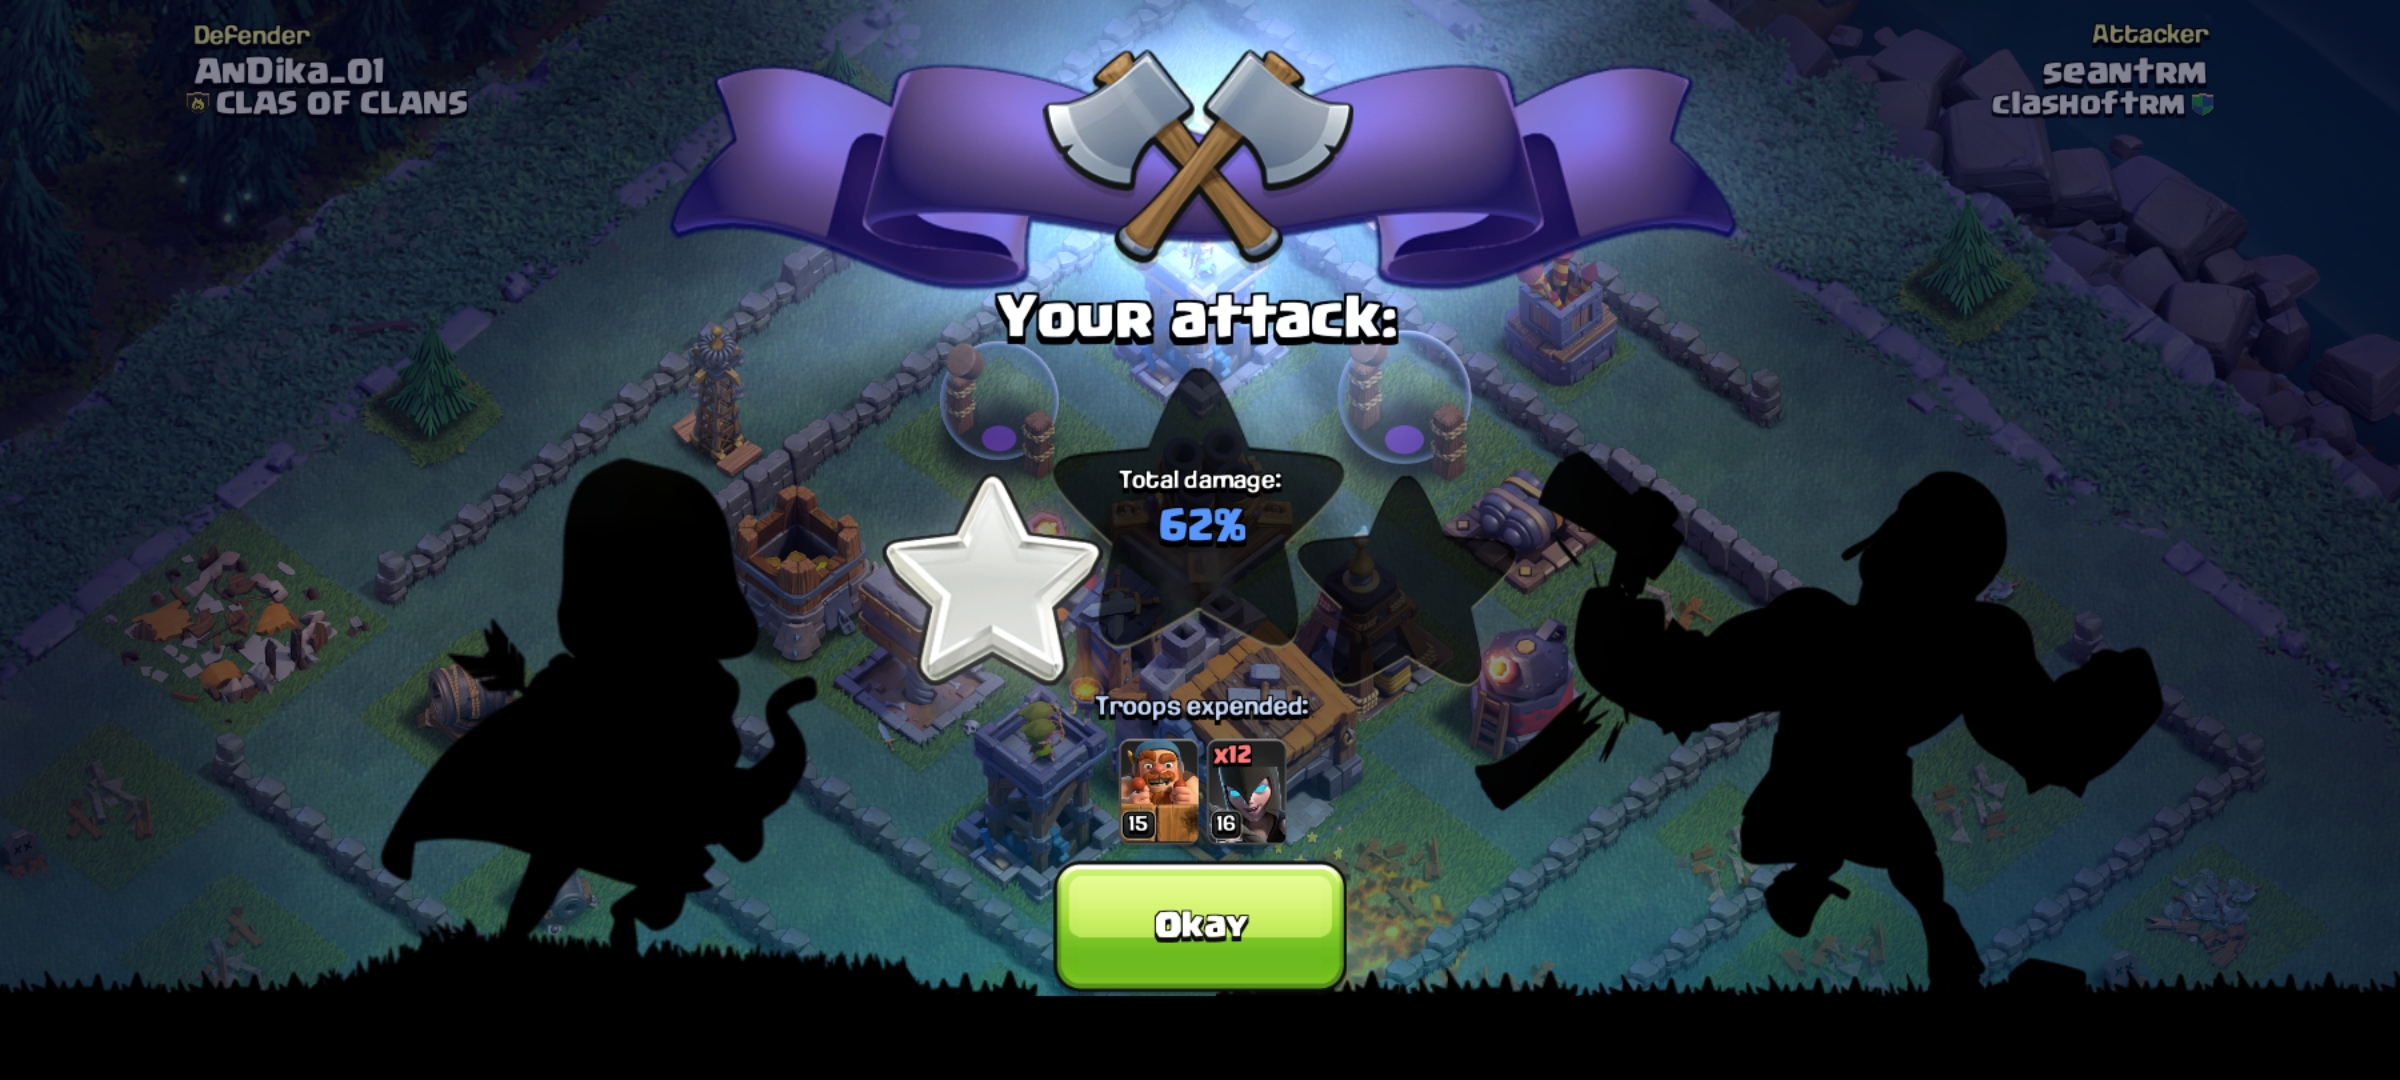 Defender
AnDika_01
CLAS OF CLANS
Attacker
seantrm
clashoftrm
Your attack:
Total damage:
62%
Troops expended:
x12
15
16
Okay